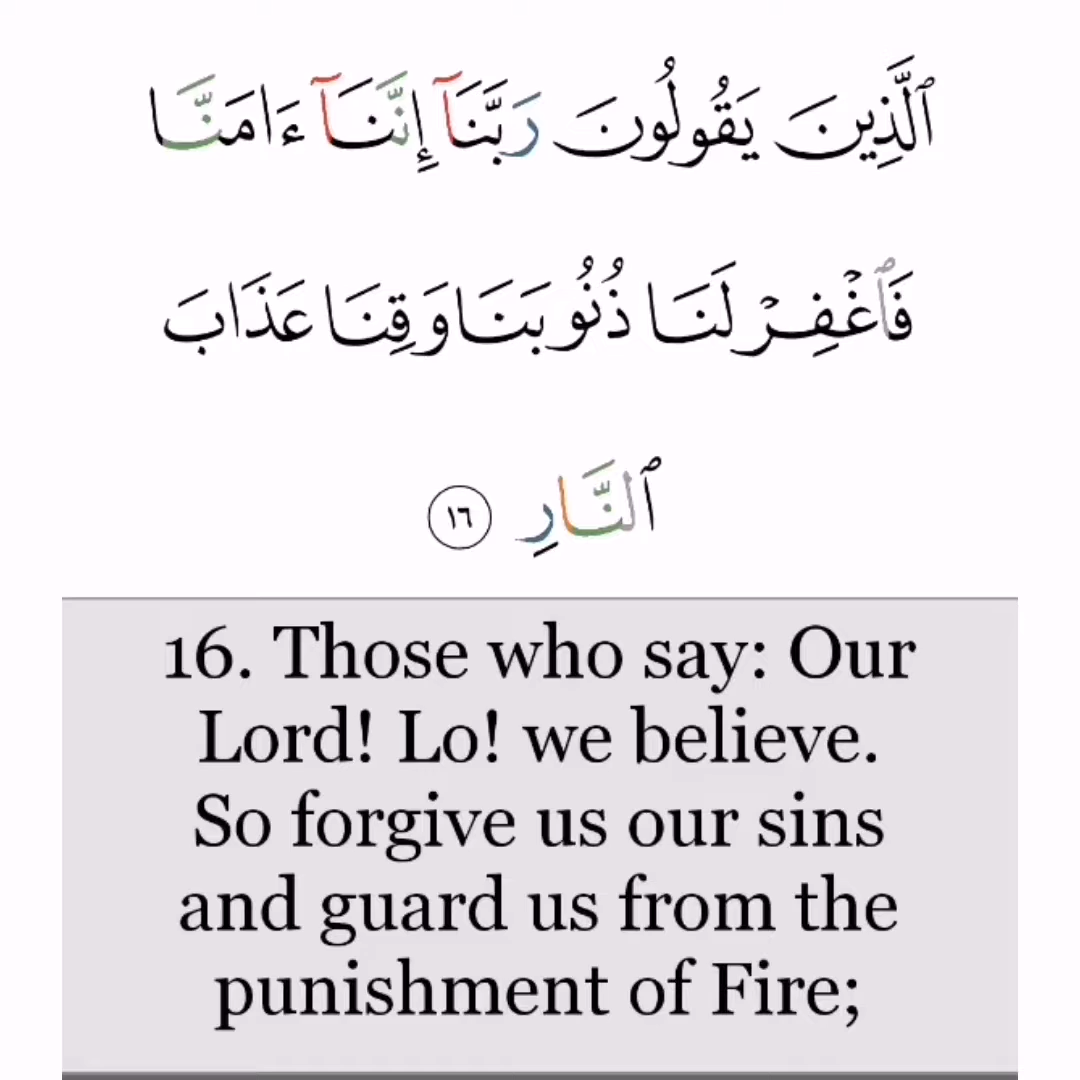 ٱلَّذِينَ يَقُولُونَ رَبَّنَآ إِنَّنَآ ءَامَنَّا
فَٱغْفِرْ لَنَا ذُنُوبَنَا وَقِنَا عَذَابَ
ٱلنَّارِ ١٦
16. Those who say: Our
Lord! Lo! we believe.
So forgive us our sins
and guard us from the
punishment of Fire;